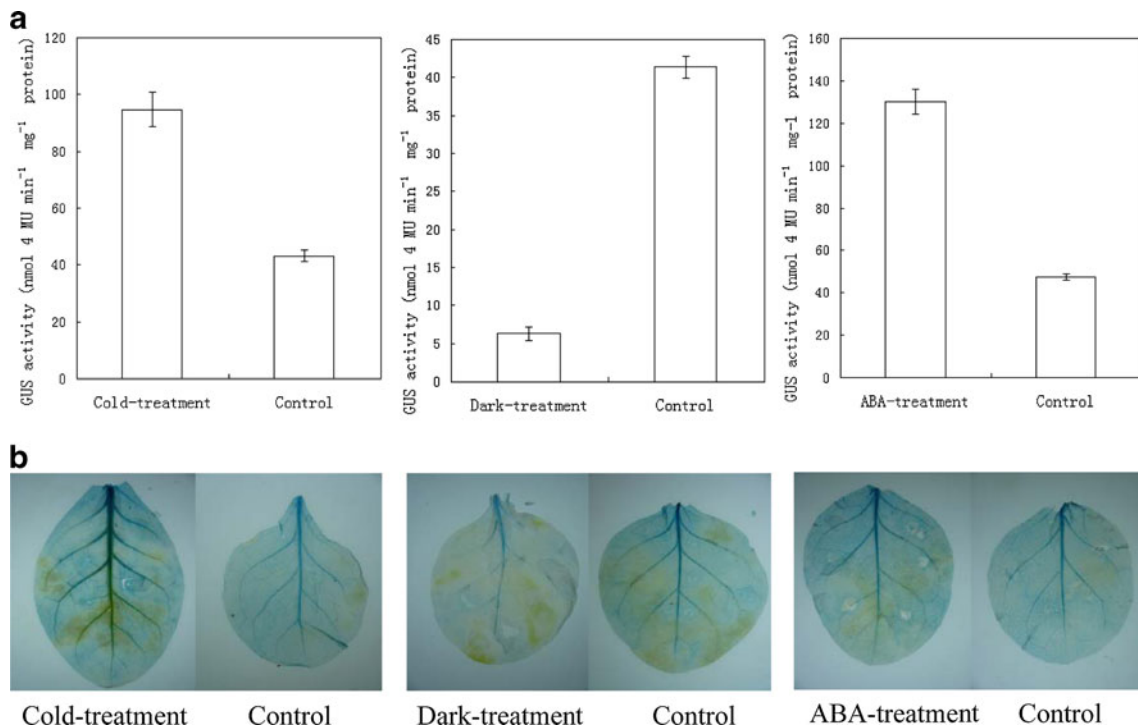 a
GUS activity (nmol 4 MU min⁻¹ mg⁻¹ protein)
120
100
80
60
40
20
0
Cold-treatment Control
GUS activity (nmol 4 MU min⁻¹ mg⁻¹ protein)
45
40
35
30
25
20
15
10
5
0
Dark-treatment Control
GUS activity (nmol 4 MU min⁻¹ mg-1 protein)
160
140
120
100
80
60
40
20
0
ABA-treatment Control
b
Cold-treatment Control Dark-treatment Control ABA-treatment Control